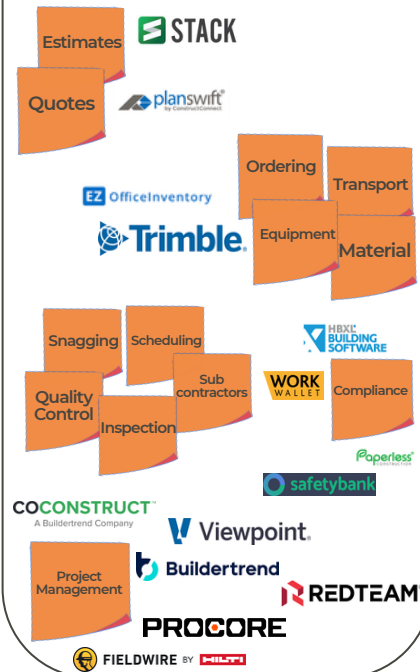 Estimates
STACK
Quotes
planswift®
by ConstructConnect
Ordering
Transport
EZ OfficeInventory
Trimble®
Equipment
Material
Snagging
Scheduling
HBXL®
BUILDING
SOFTWARE
Sub
contractors
WORK
WALLET
Compliance
Quality
Control
Inspection
Paperless®
CONSTRUCTION
safetybank
COCONSTRUCT™
A Buildertrend Company
Viewpoint®
Buildertrend
Project
Management
REDTEAM
PROCORE
FIELDWIRE BY HILTI